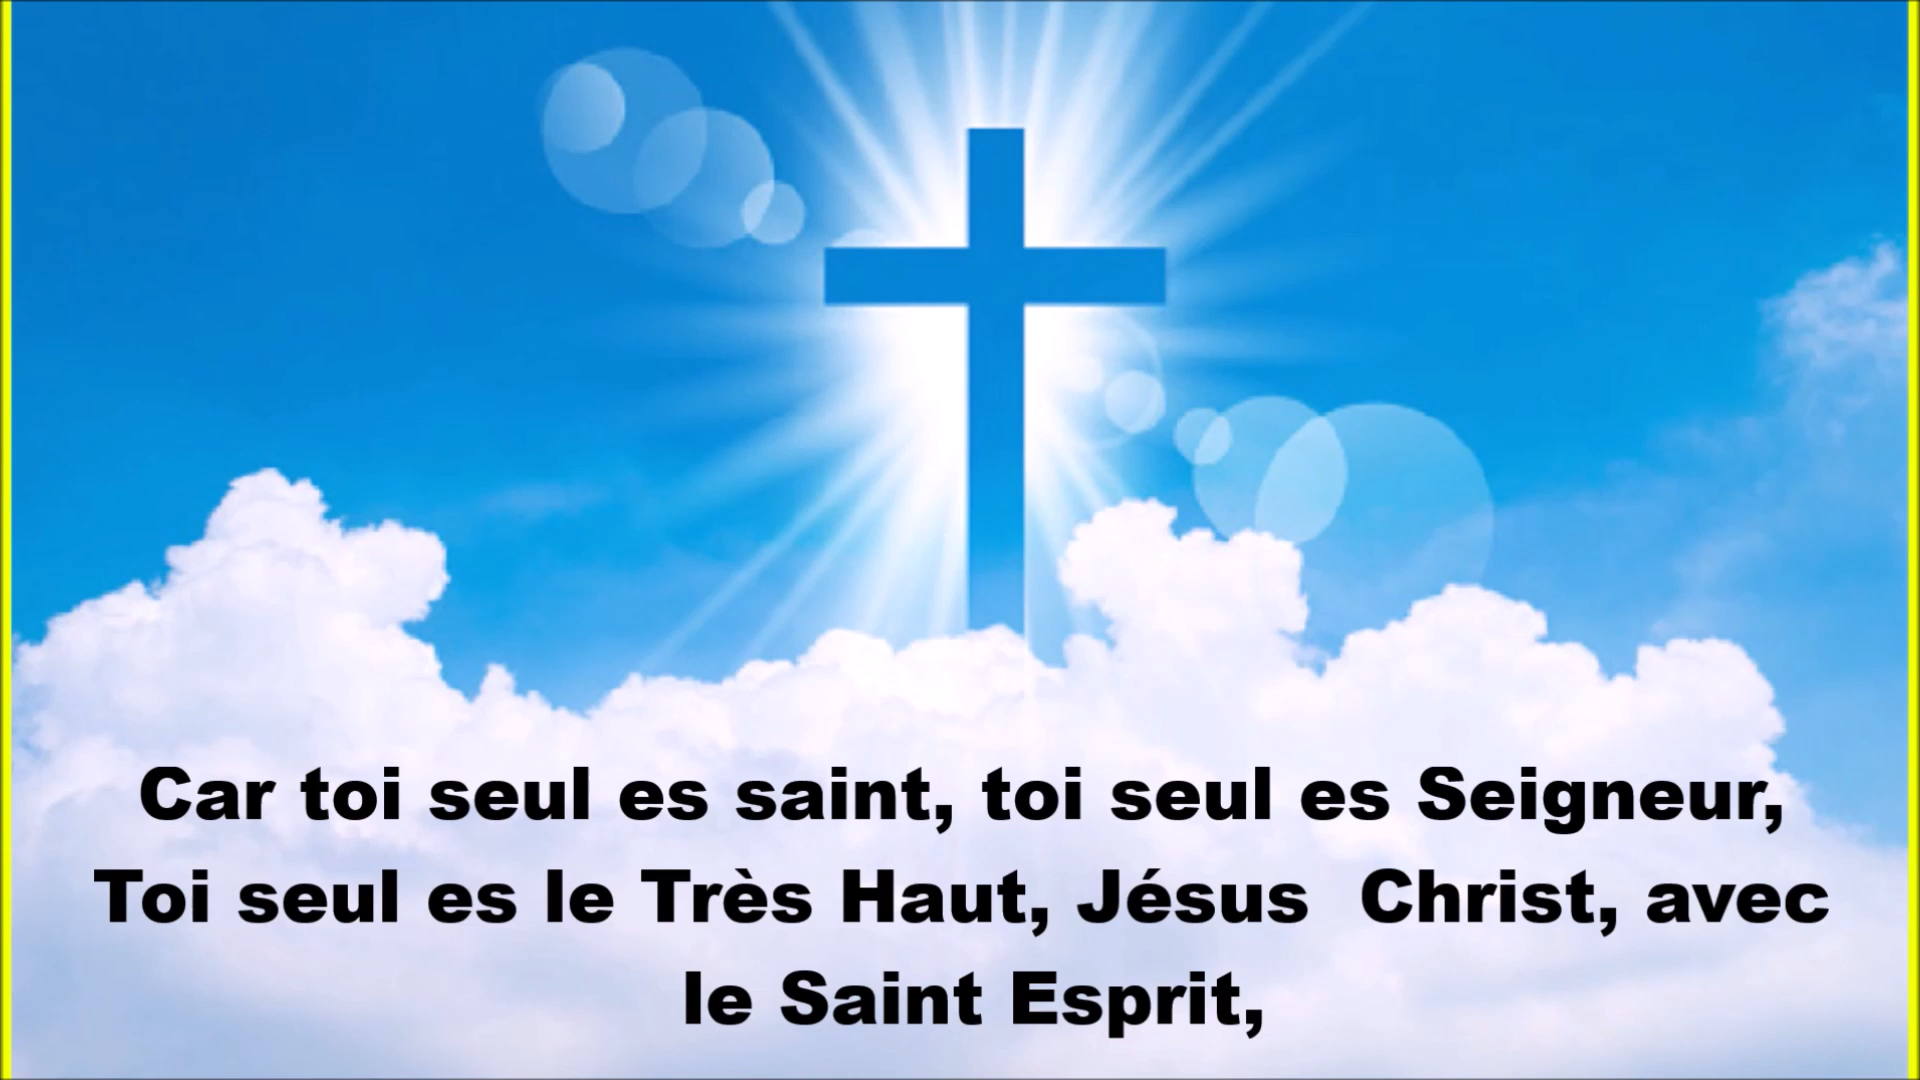 Car toi seul es saint, toi seul es Seigneur,
Toi seul es le Très Haut, Jésus  Christ, avec
le Saint Esprit,